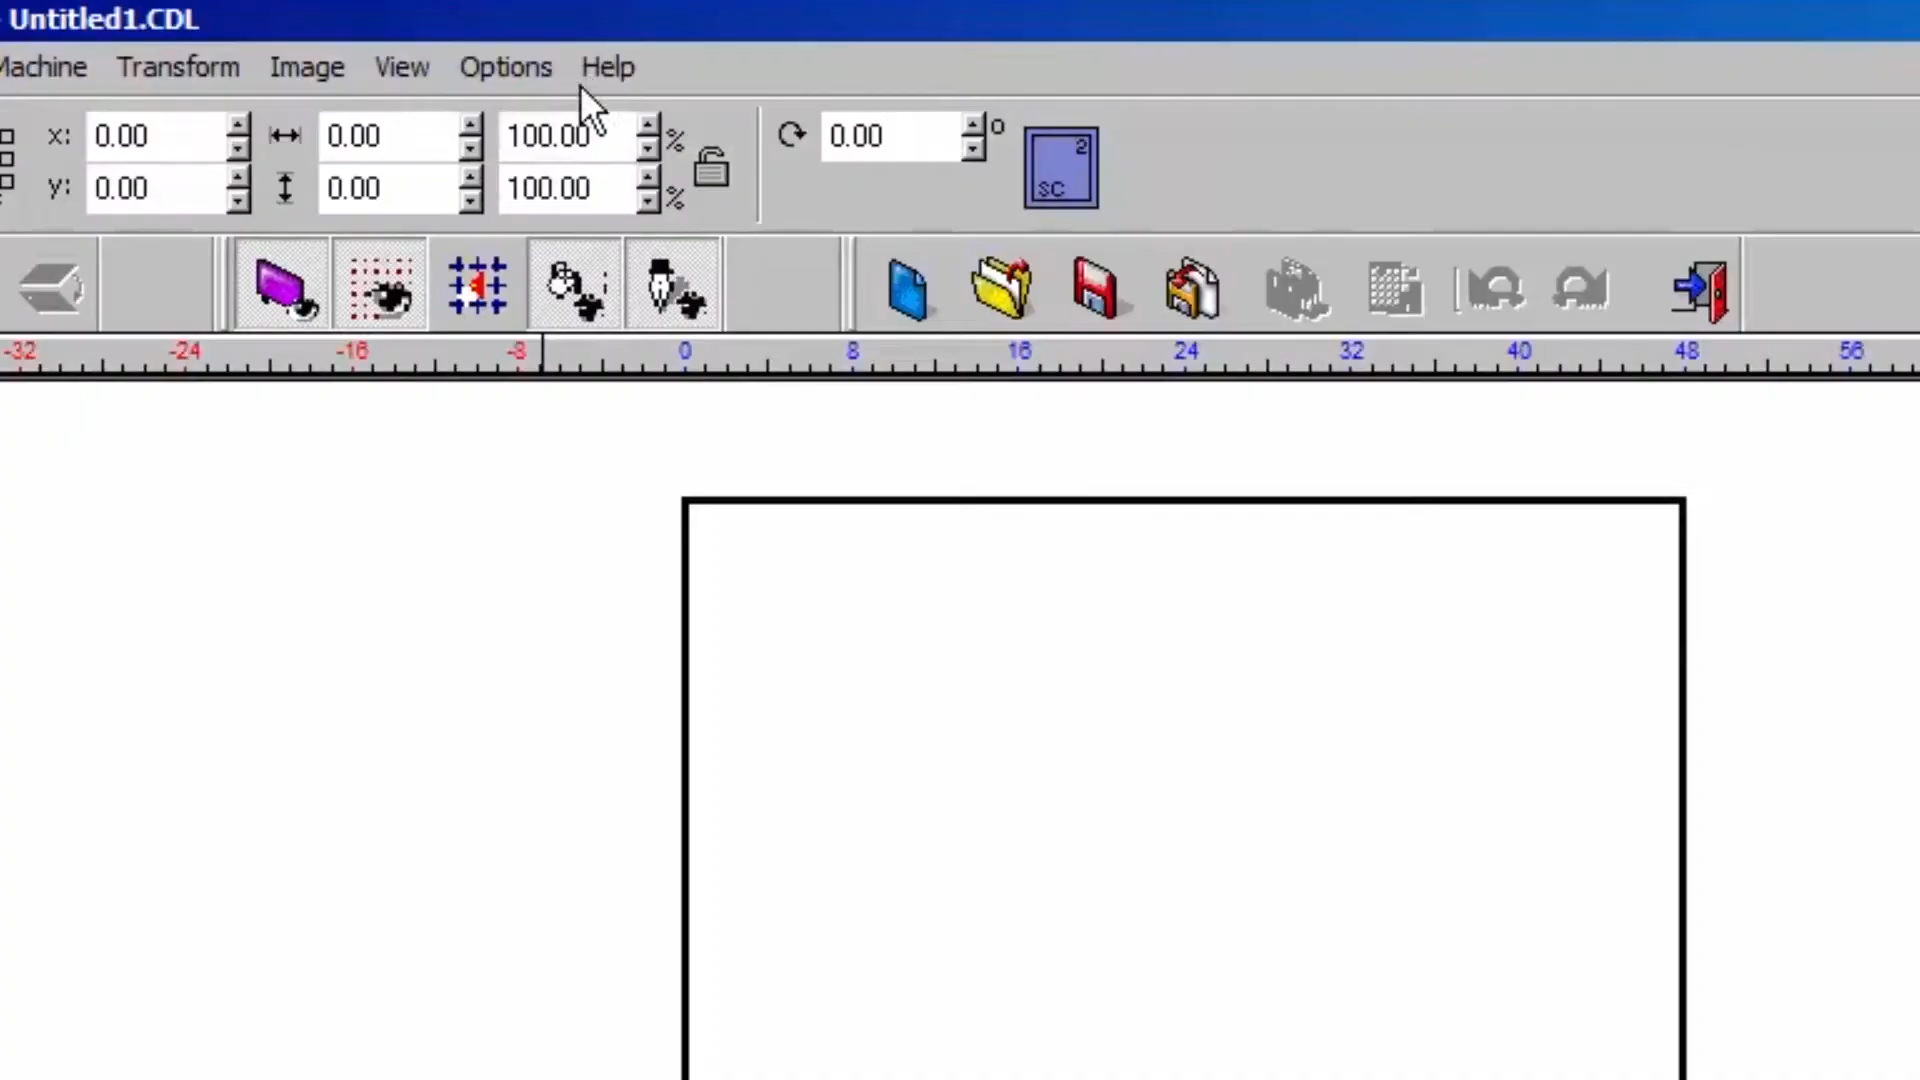 Untitled1.CDL
Machine Transform Image View Options Help
x: 0.00 0.00 100.00 % 0.00 °
y: 0.00 0.00 100.00 %
2
SC
-32 -24 -16 -8 0 8 16 24 32 40 48 56